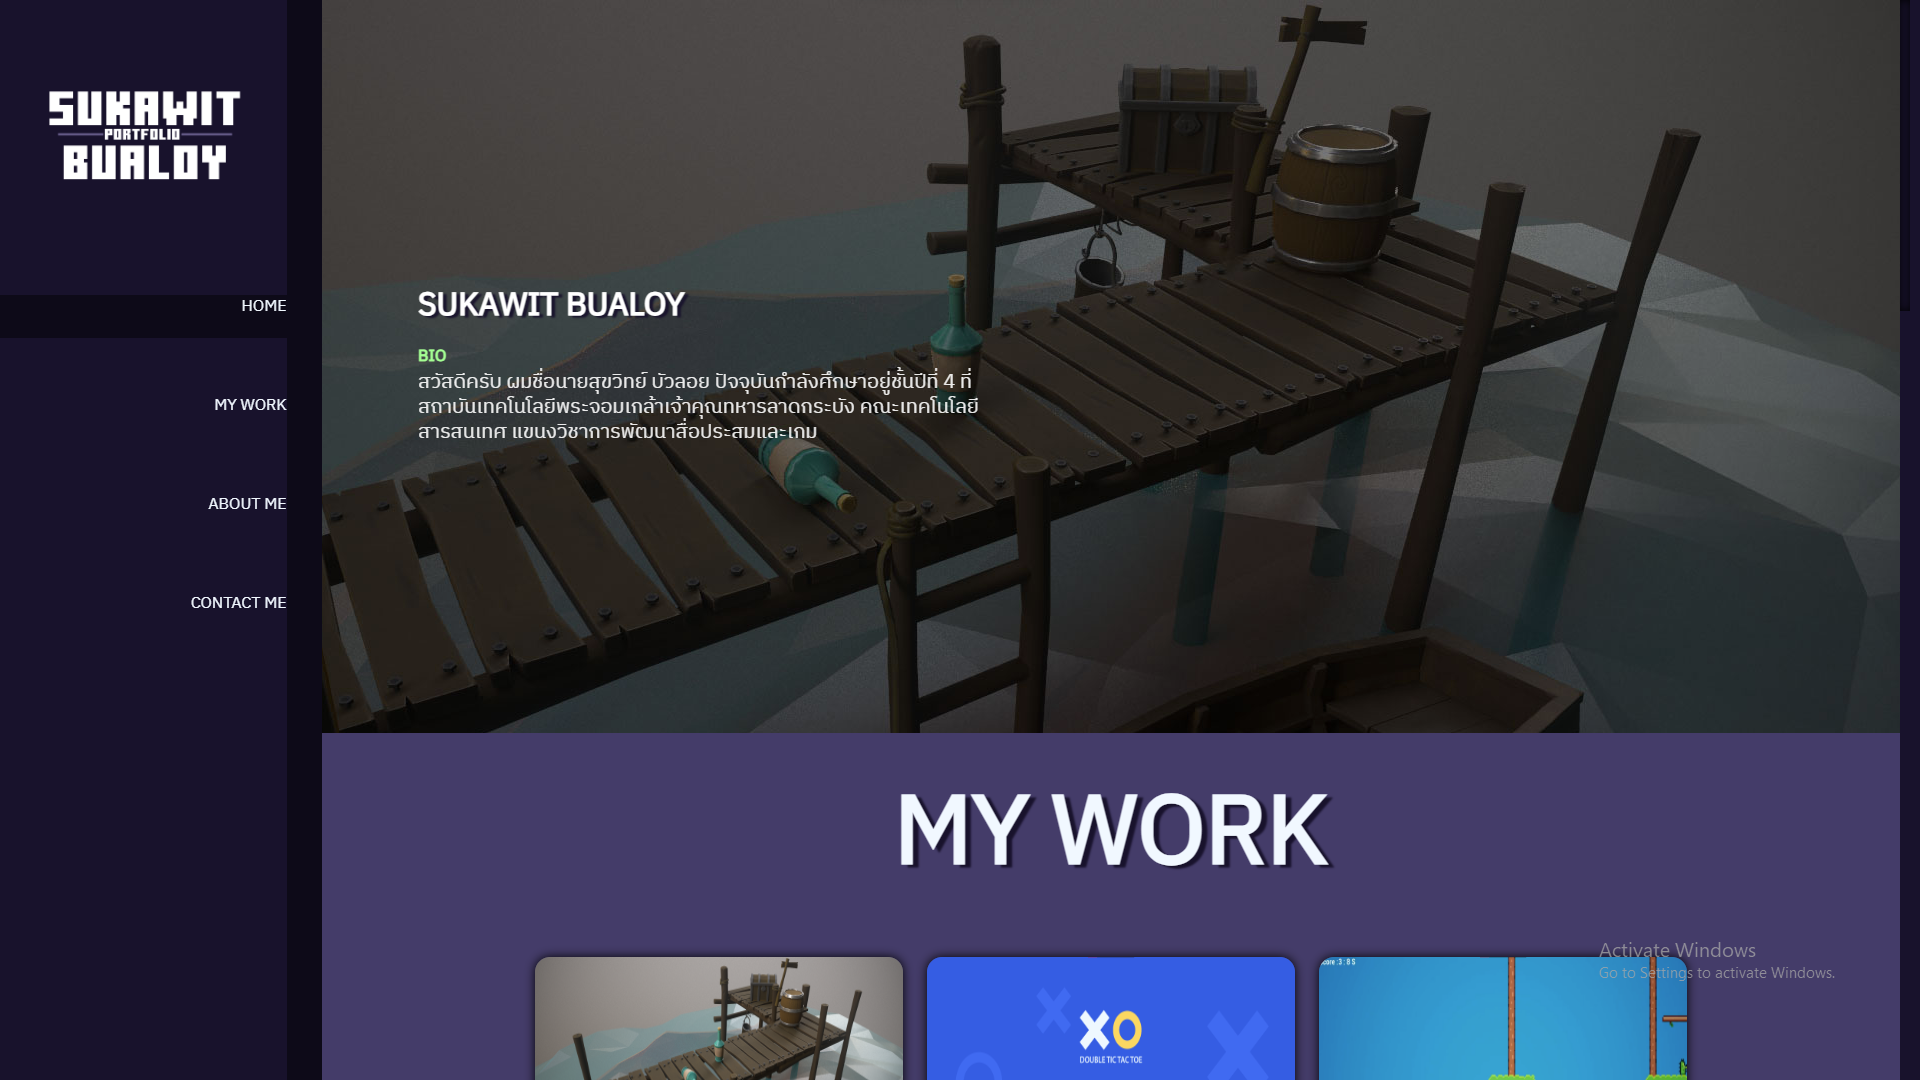 SUKAWIT
PORTFOLIO
BUALOY
HOME
MY WORK
ABOUT ME
CONTACT ME
SUKAWIT BUALOY
BIO
สวัสดีครับ ผมชื่อนายสุขวิทย์ บัวลอย ปัจจุบันกำลังศึกษาอยู่ชั้นปีที่ 4 ที่
สถาบันเทคโนโลยีพระจอมเกล้าเจ้าคุณทหารลาดกระบัง คณะเทคโนโลยี
สารสนเทศ แขนงวิชาการพัฒนาสื่อประสมและเกม
MY WORK
XO
DOUBLE TIC TAC TOE
core :3 : 8 5
Activate Windows
Go to Settings to activate Windows.